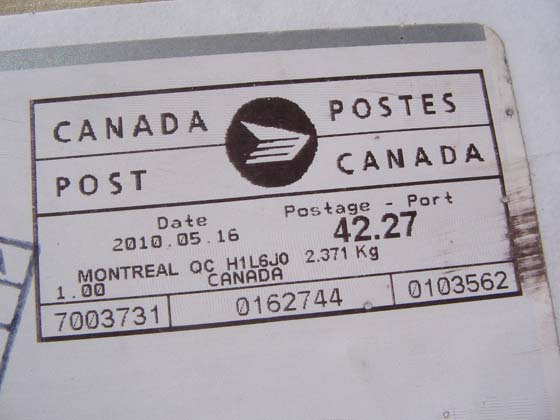 CANADA POSTES
POST CANADA
Date Postage - Port
2010.05.16 42.27
MONTREAL QC H1L6J0 2.371 Kg
1.00 CANADA
7003731 0162744 0103562